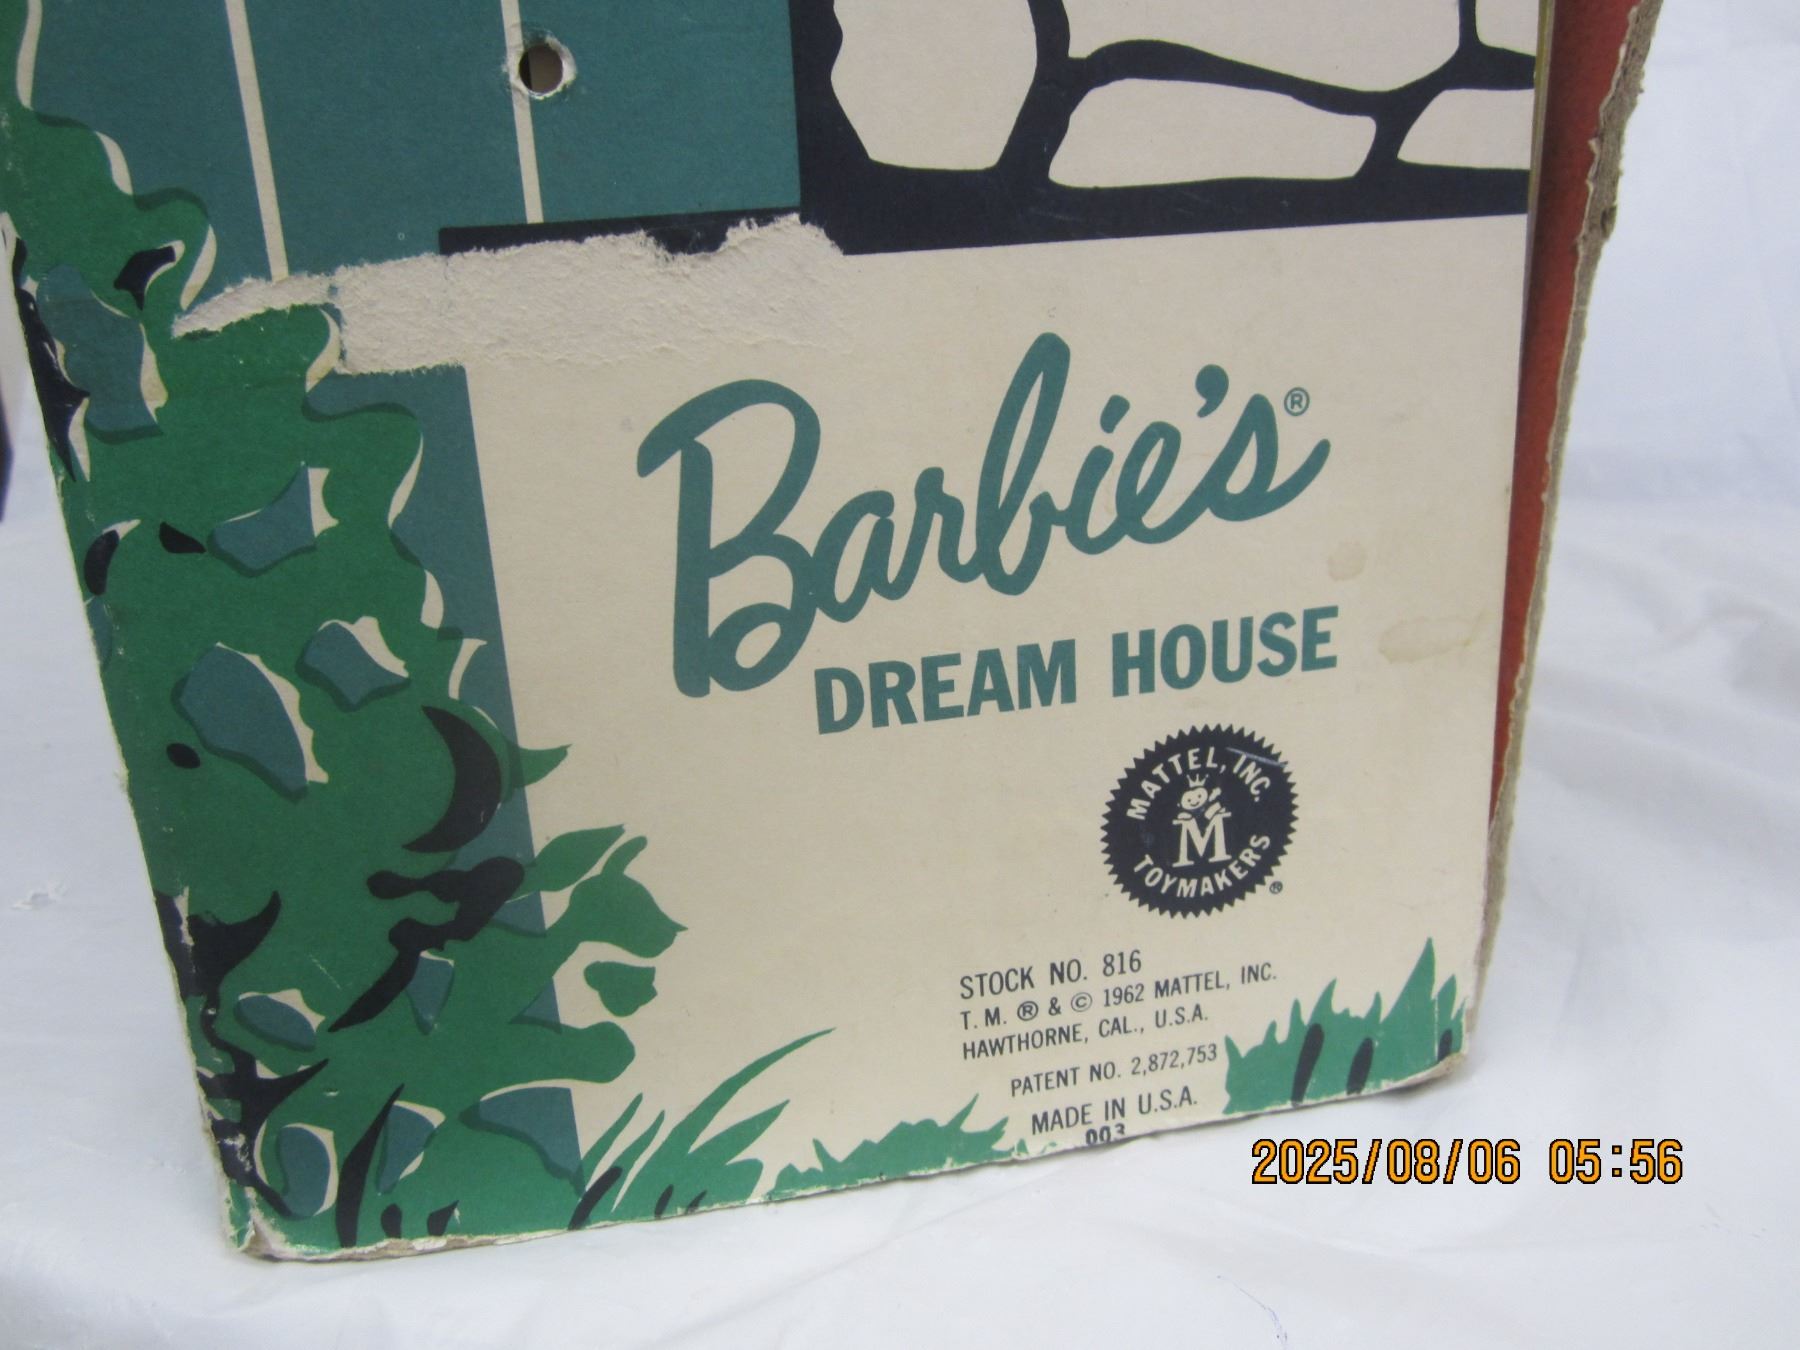 Barbie's®
DREAM HOUSE
MATTEL, INC.
M
TOYMAKERS
®
STOCK NO. 816
T. M. ® & © 1962 MATTEL, INC.
HAWTHORNE, CAL., U.S.A.
PATENT NO. 2,872,753
MADE IN U.S.A.
003
2025/08/06 05:56